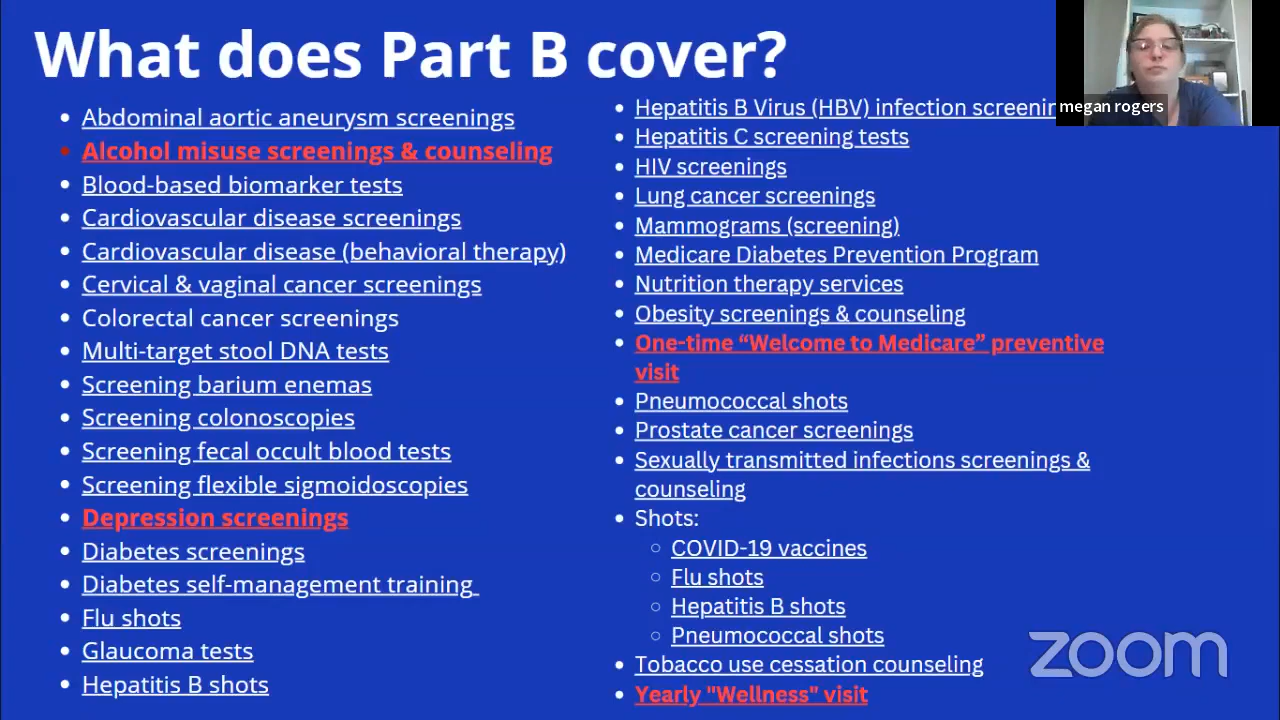 What does Part B cover?
Abdominal aortic aneurysm screenings
Alcohol misuse screenings & counseling
Blood-based biomarker tests
Cardiovascular disease screenings
Cardiovascular disease (behavioral therapy)
Cervical & vaginal cancer screenings
Colorectal cancer screenings
Multi-target stool DNA tests
Screening barium enemas
Screening colonoscopies
Screening fecal occult blood tests
Screening flexible sigmoidoscopies
Depression screenings
Diabetes screenings
Diabetes self-management training
Flu shots
Glaucoma tests
Hepatitis B shots
Hepatitis B Virus (HBV) infection
Hepatitis C screening tests
HIV screenings
Lung cancer screenings
Mammograms (screening)
Medicare Diabetes Prevention Program
Nutrition therapy services
Obesity screenings & counseling
One-time “Welcome to Medicare” preventive
visit
Pneumococcal shots
Prostate cancer screenings
Sexually transmitted infections screenings &
counseling
Shots:
COVID-19 vaccines
Flu shots
Hepatitis B shots
Pneumococcal shots
Tobacco use cessation counseling
Yearly "Wellness" visit
megan rogers
zoom